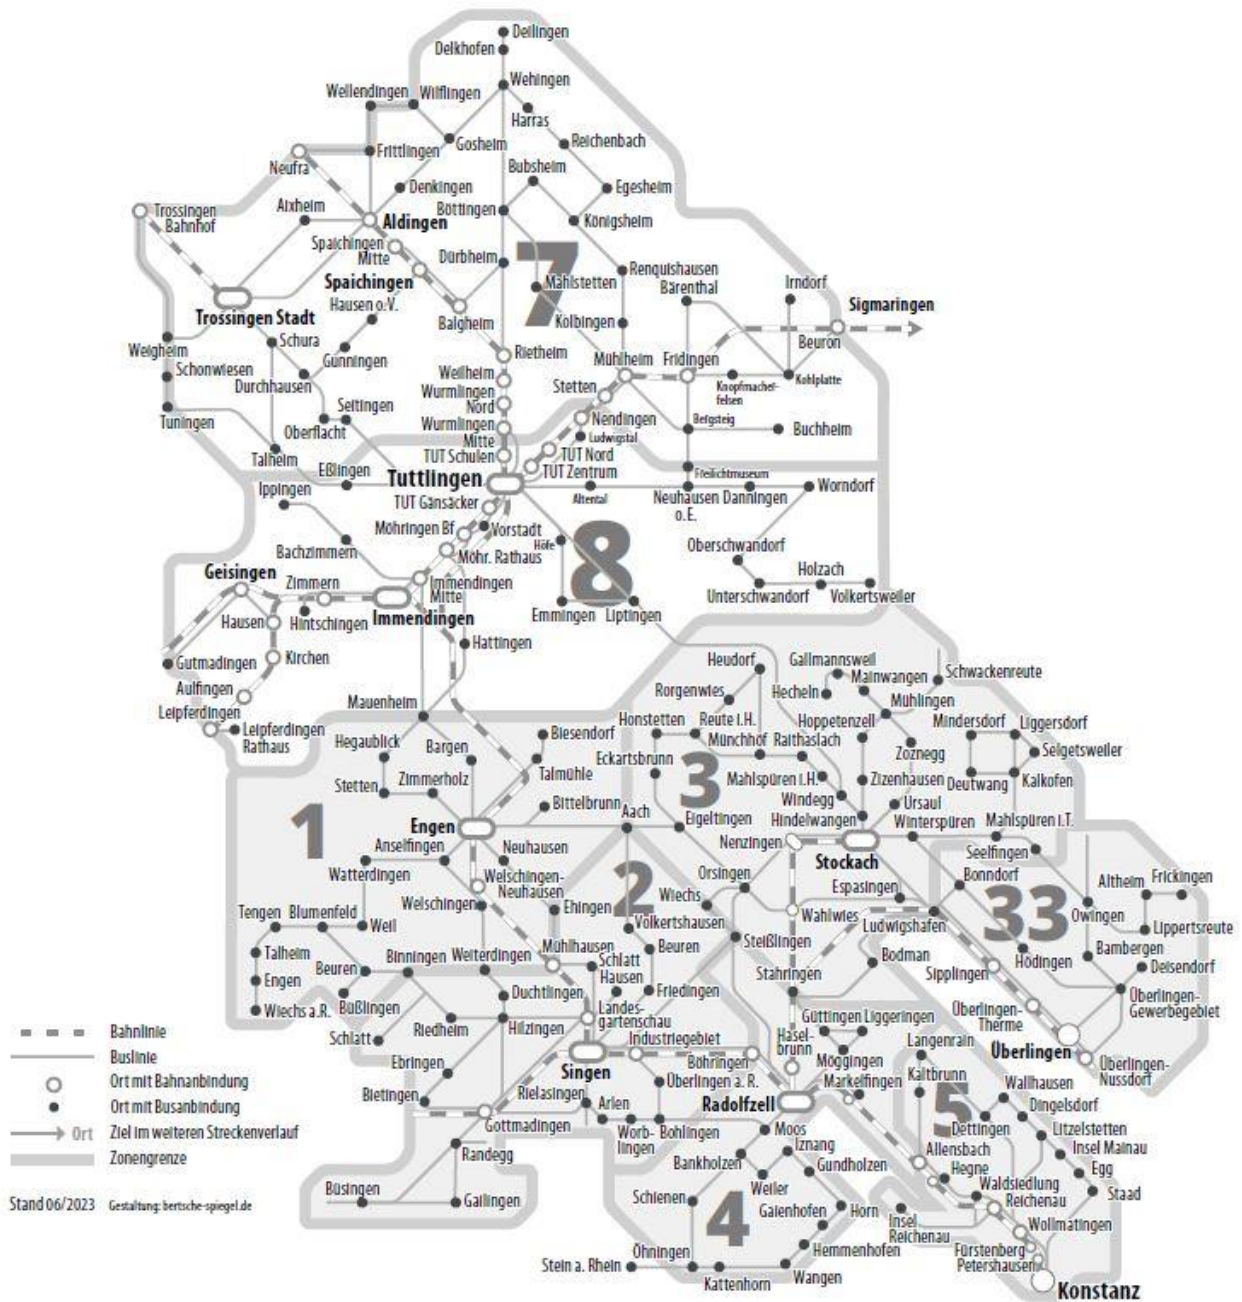 Deilingen
Delkhofen
Wehingen
Wellendingen
Wilflingen
Harras
Gosheim
Reichenbach
Frittlingen
Neufra
Bubsheim
Denkingen
Egesheim
Trossingen
Bahnhof
Aixheim
Böttingen
Königsheim
Aldingen
Spaichingen
Mitte
Dürbheim
7
Renquishausen
Spaichingen
Mahlstetten
Bärenthal
Irndorf
Hausen o.V.
Sigmaringen
Trossingen Stadt
Balgheim
Kolbingen
Beuron
Weigheim
Schura
Gunningen
Rietheim
Mühlheim
Fridingen
Schonwiesen
Durchhausen
Weilheim
Stetten
Knopfmacher-
felsen
Kohlplatte
Wurmlingen
Nord
Tuningen
Seitingen
Nendingen
Bergsteig
Buchheim
Oberflacht
Wurmlingen
Mitte
Ludwigstal
TUT Schulen
TUT Nord
Talheim
Eßlingen
Tuttlingen
TUT Zentrum
Freilichtmuseum
Ippingen
TUT Gänsäcker
Altental
Neuhausen
o.E.
Danningen
Worndorf
Möhringen Bf
Vorstadt
Bachzimmern
Höfe
8
Möhr. Rathaus
Oberschwandorf
Geisingen
Zimmern
Immendingen
Mitte
Holzach
Hausen
Hintschingen
Immendingen
Emmingen
Liptingen
Unterschwandorf
Volkertsweiler
Hattingen
Gutmadingen
Kirchen
Heudorf
Gallmannsweil
Schwackenreute
Aulfingen
Rorgenwies
Hecheln
Mainwangen
Leipferdingen
Mauenheim
Mühlingen
Leipferdingen
Rathaus
Honstetten
Reute i.H.
Hoppetenzell
Mindersdorf
Liggersdorf
Hegaublick
Bargen
Biesendorf
Münchhof
Raithaslach
Zoznegg
Selgetsweiler
Eckartsbrunn
3
Talmühle
Mahlspüren i.H.
Zizenhausen
Deutwang
Kalkofen
Stetten
Zimmerholz
Windegg
1
Bittelbrunn
Ursaul
Engen
Aach
Eigeltingen
Hindelwangen
Winterspüren
Mahlspüren i.T.
Anselfingen
Neuhausen
Nenzingen
Stockach
Seelfingen
Watterdingen
Welschingen-
Neuhausen
2
Orsingen
Bonndorf
Wiechs
Espasingen
33
Altheim
Frickingen
Welschingen
Ehingen
Tengen
Blumenfeld
Weil
Volkertshausen
Wahlwies
Ludwigshafen
Owingen
Lippertsreute
Talheim
Binningen
Weiterdingen
Mühlhausen
Beuren
Steißlingen
Bodman
Hödingen
Bambergen
Beuren
Schlatt
Deisendorf
Engen
Hausen
Stahringen
Sipplingen
Büßlingen
Duchtlingen
Friedingen
Überlingen-
Gewerbegebiet
Wiechs a.R.
Landes-
gartenschau
Überlingen-
Therme
Riedheim
Hilzingen
Güttingen
Liggeringen
Schlatt
Industriegebiet
Hasel-
brunn
Langenrain
Überlingen
Ebringen
Böhringen
Möggingen
Überlingen-
Nussdorf
Singen
Überlingen a. R.
Kaltbrunn
Bietingen
Rielasingen
Markelfingen
5
Wallhausen
Arlen
Radolfzell
Dingelsdorf
Gottmadingen
Worb-
lingen
Bohlingen
Dettingen
Litzelstetten
Moos
Allensbach
Insel Mainau
Randegg
Bankholzen
Iznang
Hegne
Egg
Gundholzen
Waldsiedlung
Reichenau
Weiler
Staad
Büsingen
Gailingen
Schienen
4
Gaienhofen
Horn
Insel
Reichenau
Wollmatingen
Öhningen
Hemmenhofen
Fürstenberg
Petershausen
Stein a. Rhein
Kattenhorn
Wangen
Konstanz
Bahnlinie
Buslinie
Ort mit Bahnanbindung
Ort mit Busanbindung
Ort Ziel im weiteren Streckenverlauf
Zonengrenze
Stand 06/2023 Gestaltung: bertsche-spiegel.de